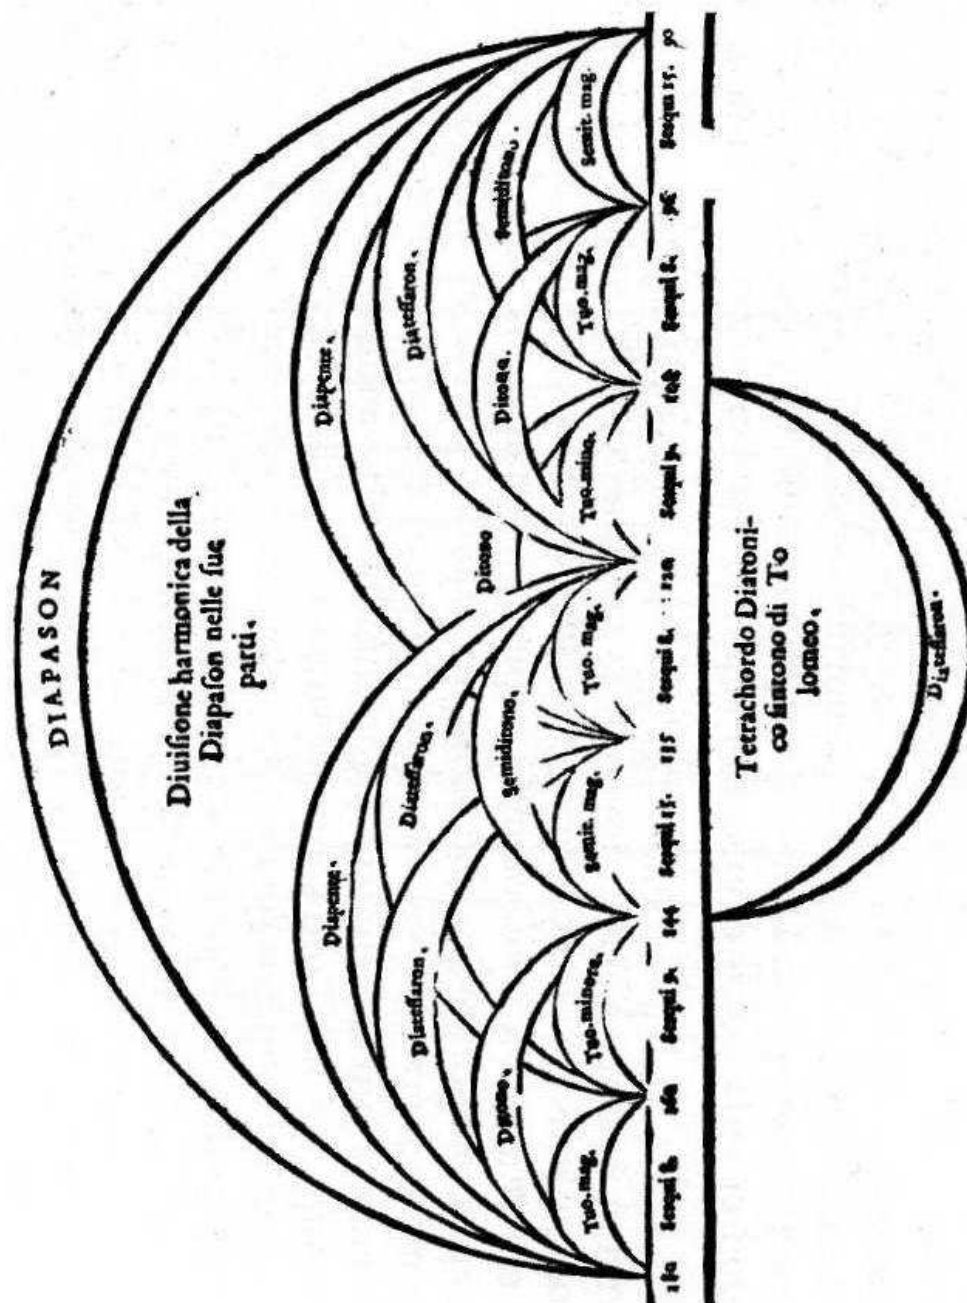 DIAPASON
Diuiſione harmonica della
Diapaſon nelle ſue
parti.
Diapente.
Diapente.
Diateſſaron.
Diateſſaron.
Diateſſaron.
Ditono.
Semiditono.
Ditono
Ditono.
Semiditon.
Tuo. mag.
Tuo. minore.
Semit. mag.
Tuo. mag.
Tuo. mino.
Tuo. mag.
Semit. mag.
180 Seſqui 8. 162 Seſqui 9. 144 Seſqui 15. 135 Seſqui 8. 120 Seſqui 9. 108 Seſqui 8. 96 Seſqui 15. 90
Tetrachordo Diatoni-
co ſintono di To
lomeo.
Diateſſaron.